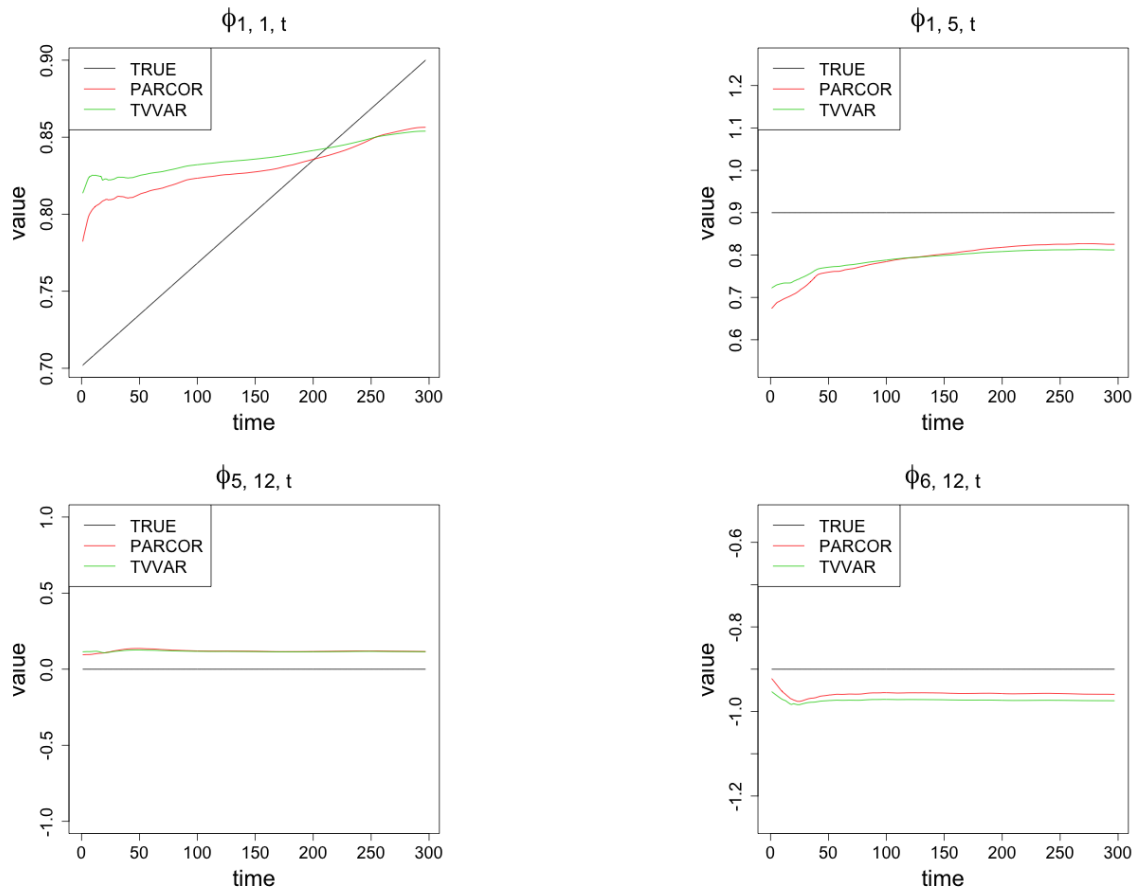 ϕ1, 1, t
TRUE
PARCOR
TVVAR
value
0.90
0.85
0.80
0.75
0.70
0 50 100 150 200 250 300
time
ϕ1, 5, t
TRUE
PARCOR
TVVAR
value
1.2
1.1
1.0
0.9
0.8
0.7
0.6
0 50 100 150 200 250 300
time
ϕ5, 12, t
TRUE
PARCOR
TVVAR
value
1.0
0.5
0.0
-0.5
-1.0
0 50 100 150 200 250 300
time
ϕ6, 12, t
TRUE
PARCOR
TVVAR
value
-0.6
-0.8
-1.0
-1.2
0 50 100 150 200 250 300
time